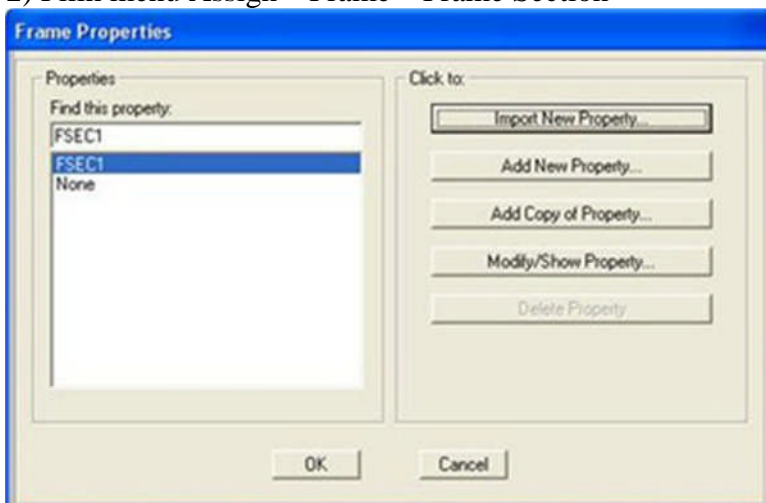 Frame Properties
Properties
Find this property:
FSEC1
FSEC1
None
Click to:
Import New Property...
Add New Property...
Add Copy of Property...
Modify/Show Property...
Delete Property
OK
Cancel